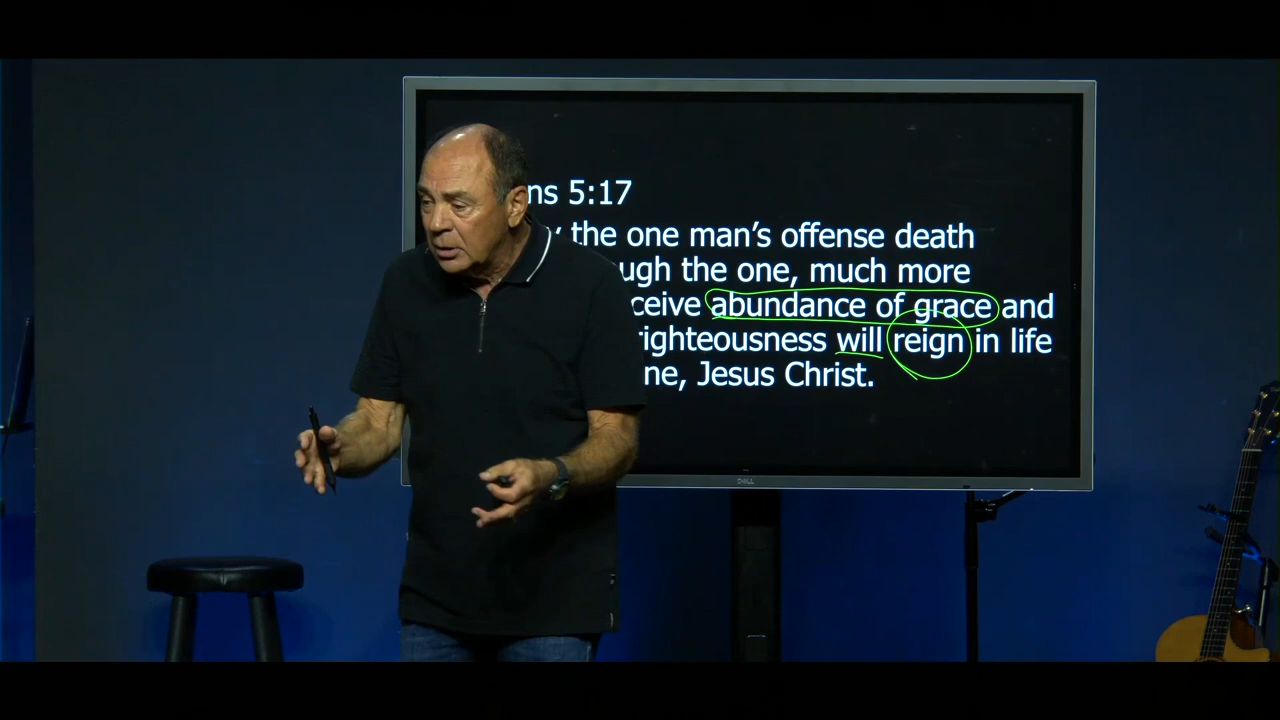 ns 5:17
the one man's offense death
ugh the one, much more
ceive abundance of grace and
ighteousness will reign in life
ne, Jesus Christ.
DELL